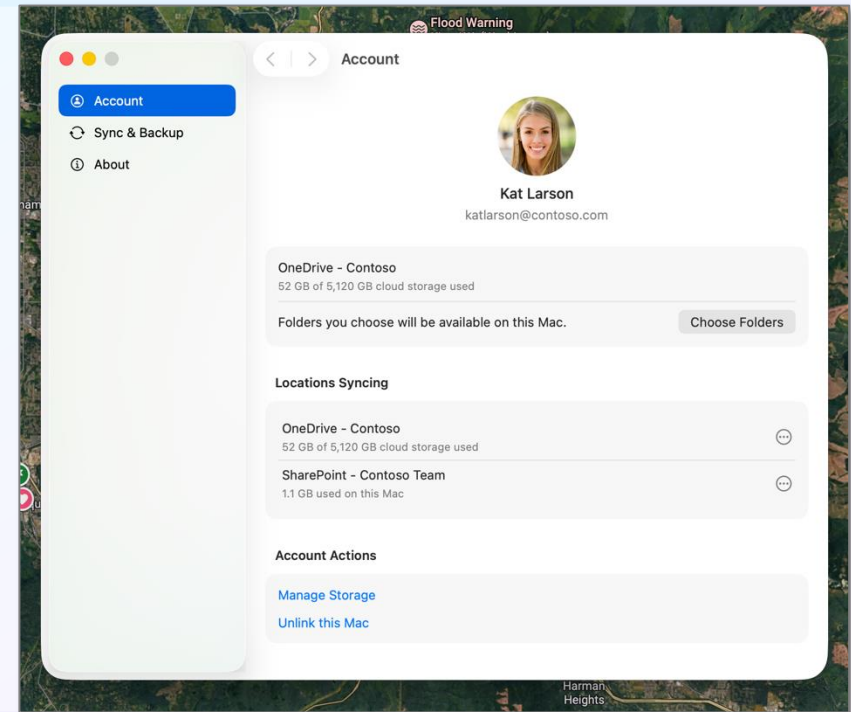 Flood Warning
Account
Account
Sync & Backup
About
Kat Larson
katlarson@contoso.com
OneDrive - Contoso
52 GB of 5,120 GB cloud storage used
Folders you choose will be available on this Mac.
Choose Folders
Locations Syncing
OneDrive - Contoso
52 GB of 5,120 GB cloud storage used
SharePoint - Contoso Team
1.1 GB used on this Mac
Account Actions
Manage Storage
Unlink this Mac
Harman
Heights